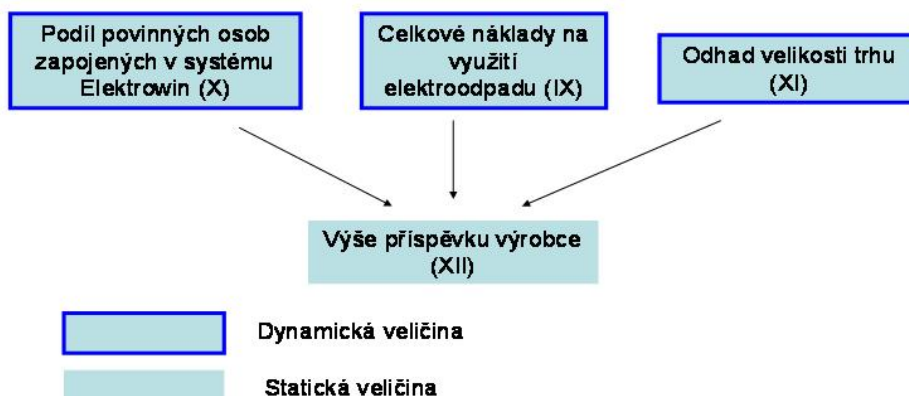 Podíl povinných osob
zapojených v systému
Elektrowin (X)
Celkové náklady na
využití
elektroodpadu (IX)
Odhad velikosti trhu
(XI)
Výše příspěvku výrobce
(XII)
Dynamická veličina
Statická veličina